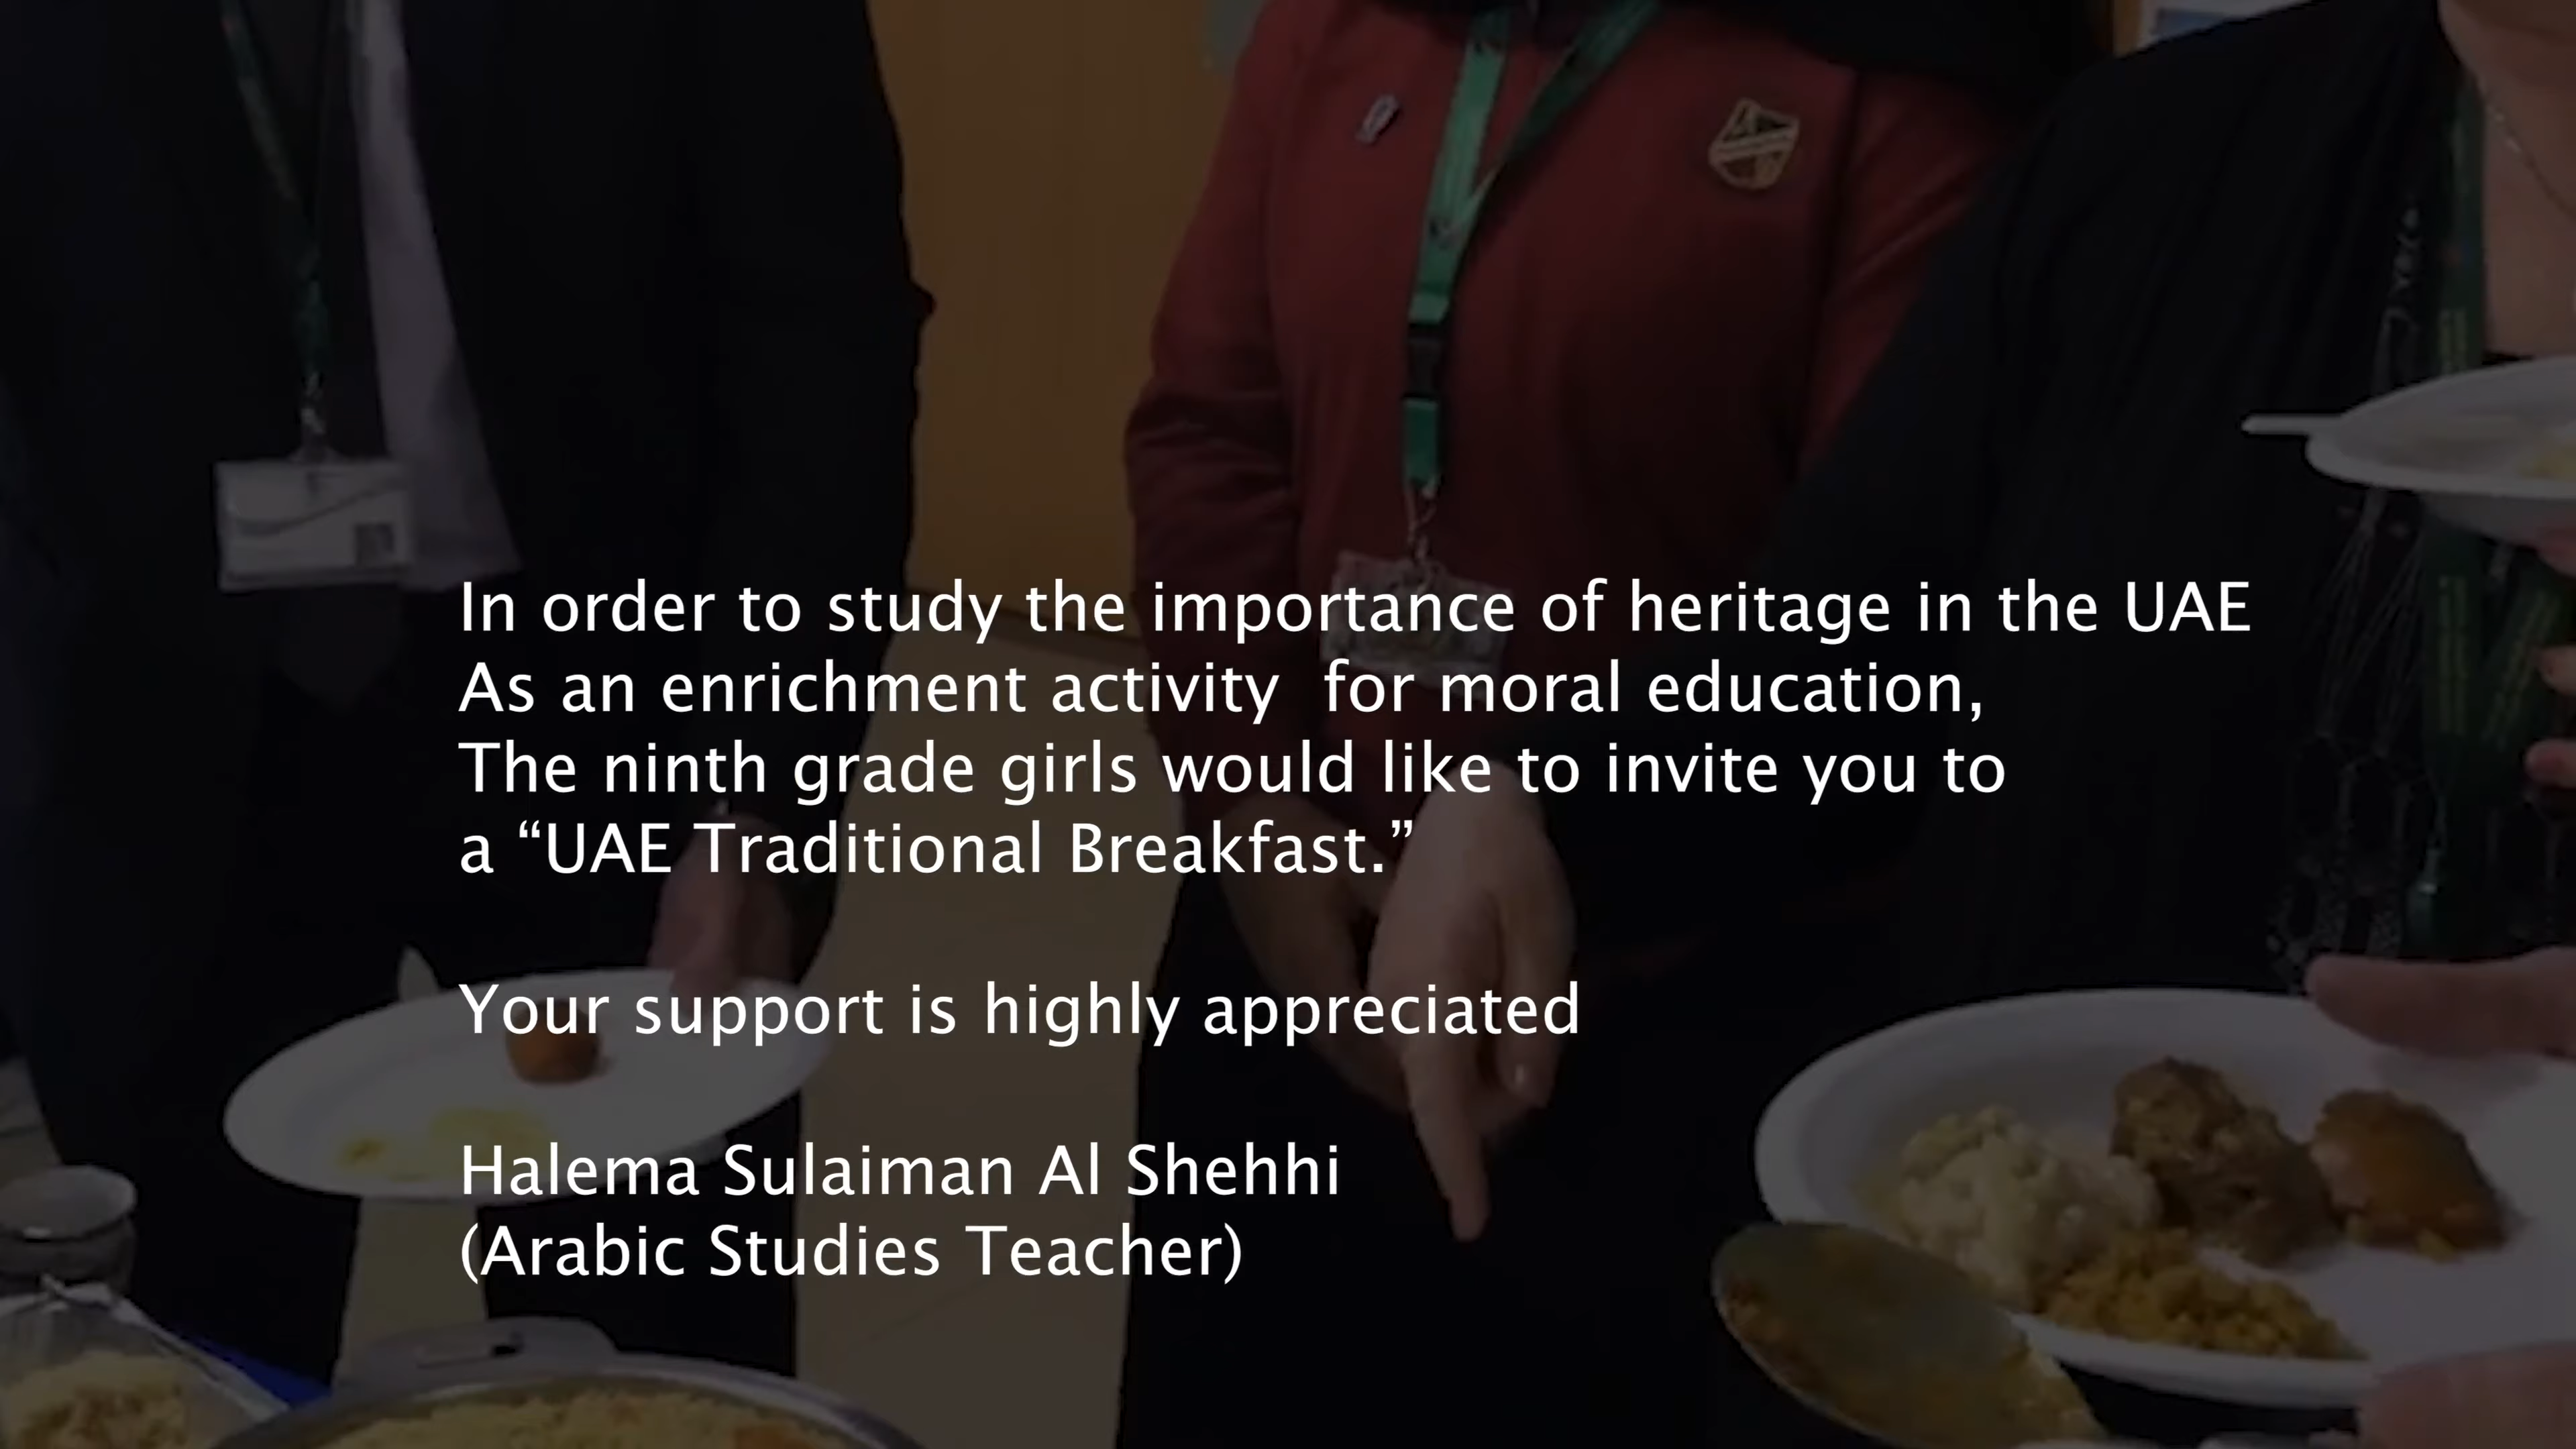 In order to study the importance of heritage in the UAE
As an enrichment activity  for moral education,
The ninth grade girls would like to invite you to
a “UAE Traditional Breakfast.”
Your support is highly appreciated
Halema Sulaiman Al Shehhi
(Arabic Studies Teacher)